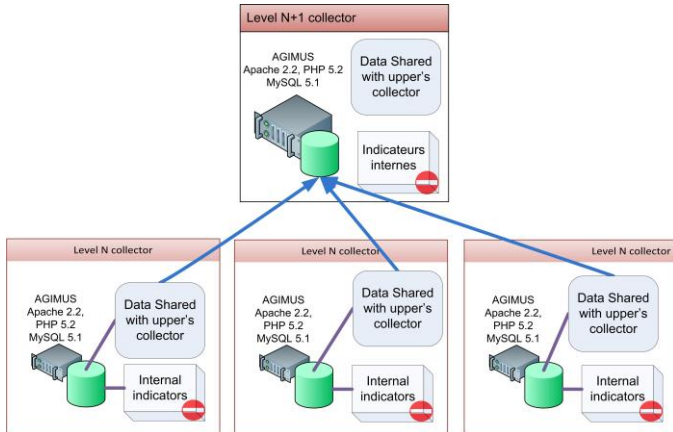 Level N+1 collector
AGIMUS
Apache 2.2, PHP 5.2
MySQL 5.1
Data Shared
with upper's
collector
Indicateurs
internes
Level N collector
AGIMUS
Apache 2.2,
PHP 5.2
MySQL 5.1
Data Shared
with upper's
collector
Internal
indicators
Level N collector
AGIMUS
Apache 2.2,
PHP 5.2
MySQL 5.1
Data Shared
with upper's
collector
Internal
indicators
Level N collector
AGIMUS
Apache 2.2,
PHP 5.2
MySQL 5.1
Data Shared
with upper's
collector
Internal
indicators